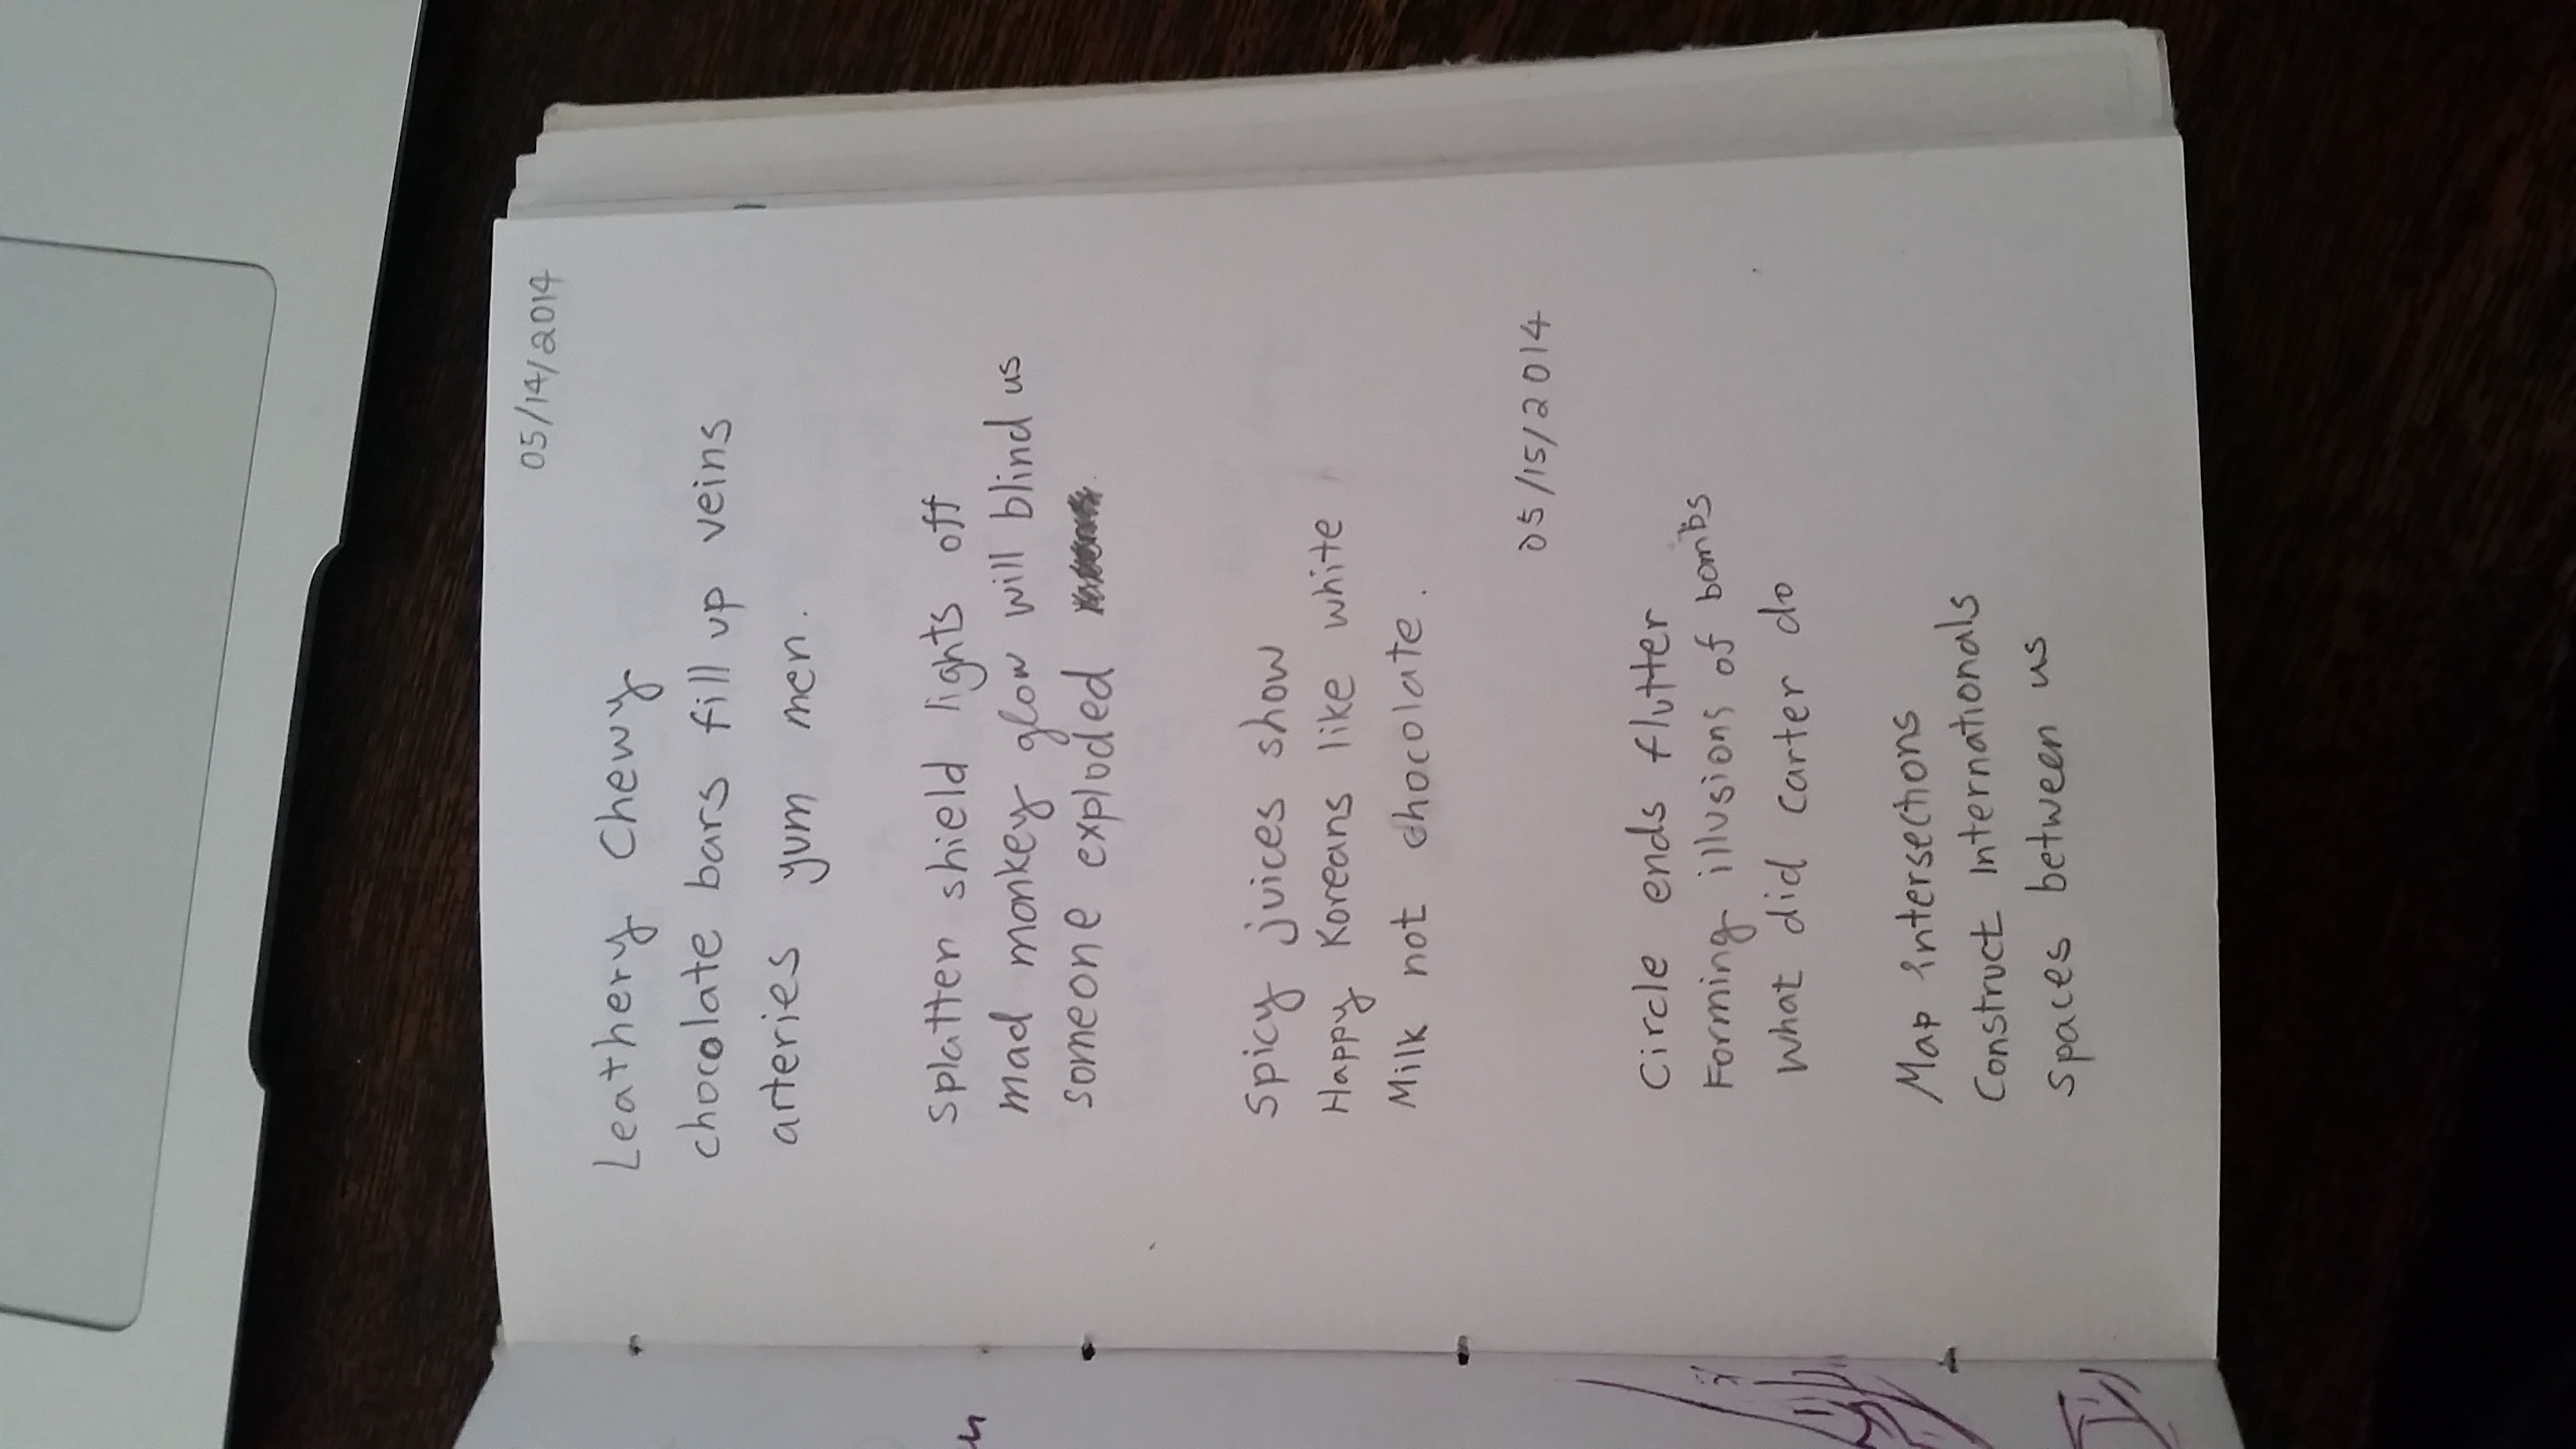 05/14/2014
Leathery Chewy
chocolate bars fill up veins
arteries yum men.
Splatter shield lights off
mad monkey glow will blind us
someone exploded
Spicy juices show
Happy Koreans like white
Milk not chocolate.
05/15/2014
Circle ends flutter
Forming illusions of bombs
What did carter do
Map intersections
Construct Internationals
spaces between us